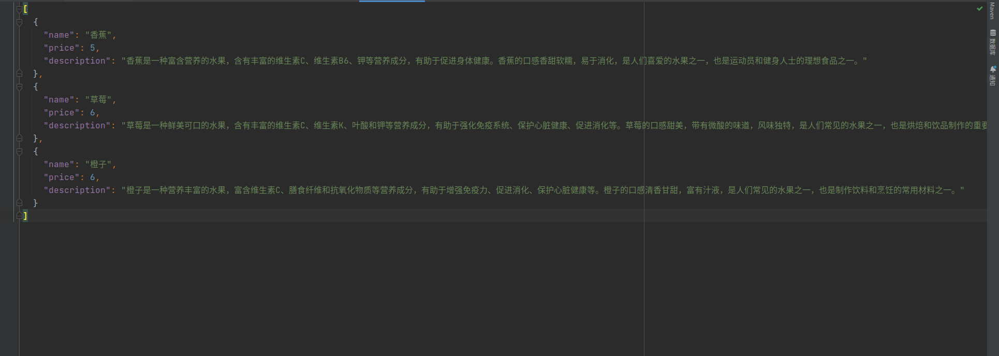 [
{
"name": "香蕉",
"price": 5,
"description": "香蕉是一种富含营养的水果，含有丰富的维生素C、维生素B6、钾等营养成分，有助于促进身体健康。香蕉的口感香甜软糯，易于消化，是人们喜爱的水果之一，也是运动员和健身人士的理想食品之一。"
},
{
"name": "草莓",
"price": 6,
"description": "草莓是一种鲜美可口的水果，含有丰富的维生素C、维生素K、叶酸和钾等营养成分，有助于强化免疫系统、保护心脏健康、促进消化等。草莓的口感甜美，带有微酸的味道，风味独特，是人们常见的水果之一，也是烘焙和饮品制作的重要
},
{
"name": "橙子",
"price": 6,
"description": "橙子是一种营养丰富的水果，富含维生素C、膳食纤维和抗氧化物质等营养成分，有助于增强免疫力、促进消化、保护心脏健康等。橙子的口感清香甘甜，富有汁液，是人们常见的水果之一，也是制作饮料和烹饪的常用材料之一。"
}
]
Maven
数据库
通知